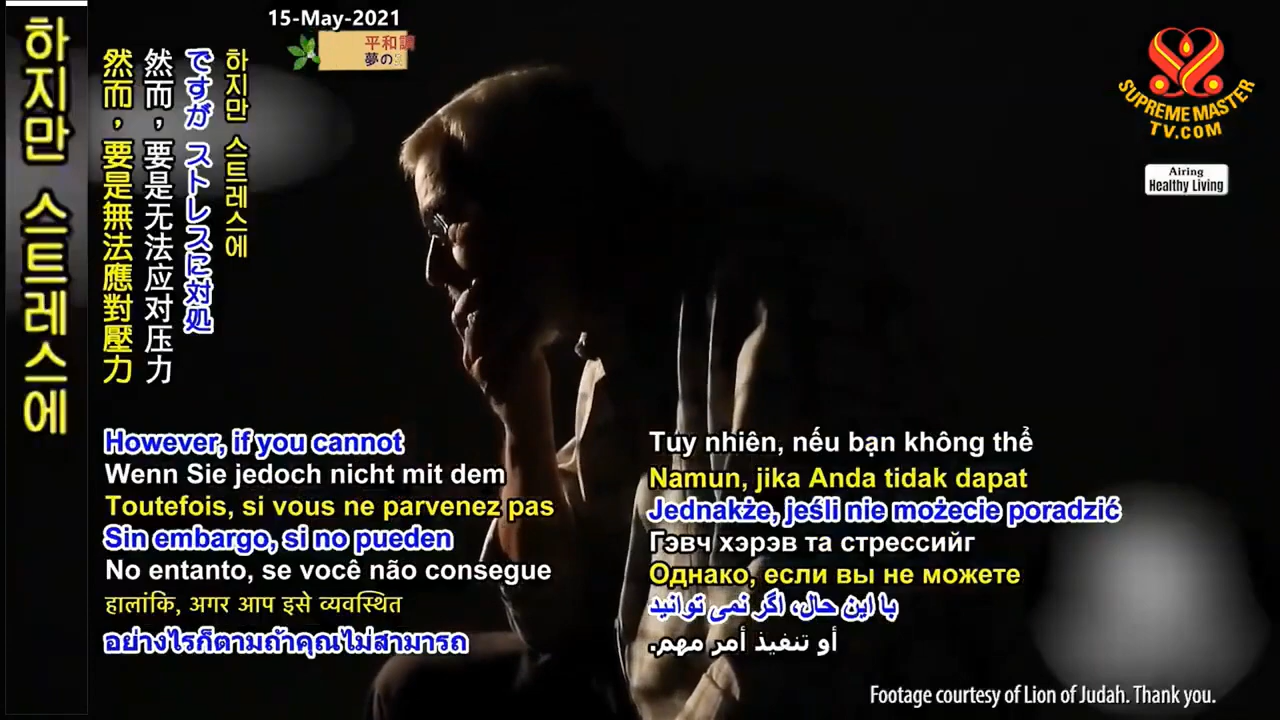 15-May-2021
平和
夢の
SUPREME MASTER
TV.COM
Airing
Healthy Living
하지만 스트레스에
하지만 스트레스에
ですが ストレスに対処
然而，要是无法应对压力
然而，要是無法應對壓力
However, if you cannot
Wenn Sie jedoch nicht mit dem
Toutefois, si vous ne parvenez pas
Sin embargo, si no pueden
No entanto, se você não consegue
हालांकि, अगर आप इसे व्यवस्थित
อย่างไรก็ตามถ้าคุณไม่สามารถ
Tuy nhiên, nếu bạn không thể
Namun, jika Anda tidak dapat
Jednakże, jeśli nie możecie poradzić
Гэвч хэрэв та стрессийг
Однако, если вы не можете
با این حال، اگر نمی توانید
أو تنفيذ أمر مهم.
Footage courtesy of Lion of Judah. Thank you.